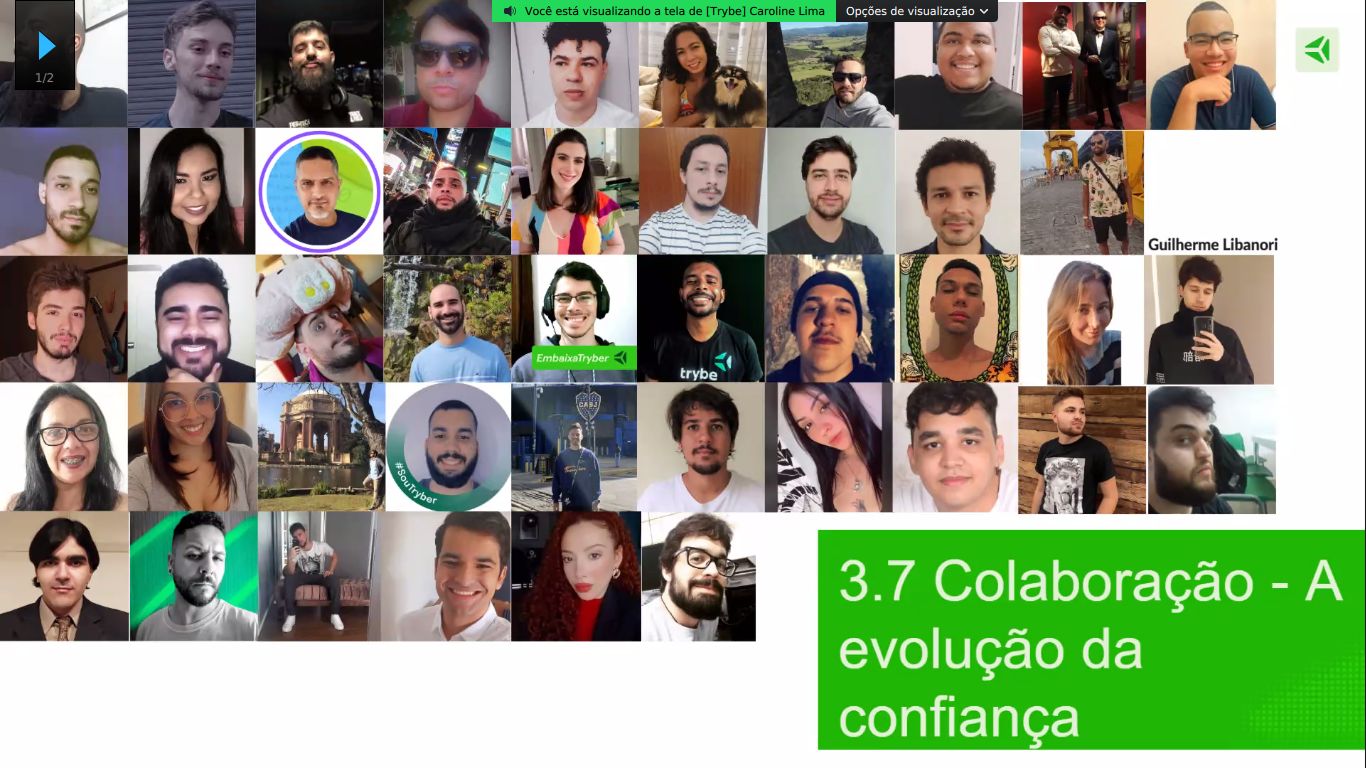 Você está visualizando a tela de [Trybe] Caroline Lima
Opções de visualização
1/2
Guilherme Libanori
EmbaixaTryber
trybe
CABJ
#SouTryber
3.7 Colaboração - A
evolução da
confiança